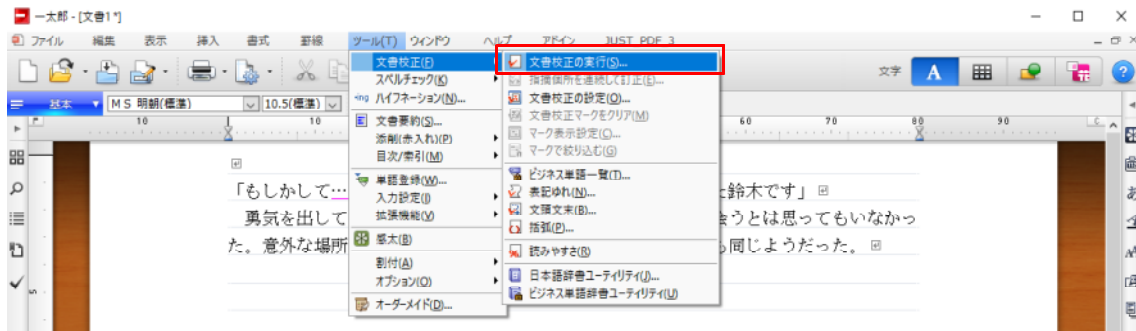 一太郎 - [文書1 *]
ファイル 編集 表示 挿入 書式 罫線 ツール(T) ウィンドウ ヘルプ アドイン JUST PDF 3
文字 A
基本 MS 明朝(標準) 10.5(標準)
10 10 60 70 80 90
文書校正(F)
スペルチェック(K)
ハイフネーション(N)...
文書要約(S)...
添削(赤入れ)(P)
目次/索引(M)
単語登録(W)...
入力設定(I)
拡張機能(V)
感太(B)
割付(A)
オプション(O)
オーダーメイド(D)...
文書校正の実行(S)...
指摘個所を連続して訂正(E)...
文書校正の設定(O)...
文書校正マークをクリア(M)
マーク表示設定(C)...
マークで絞り込む(G)
ビジネス単語一覧(T)...
表記ゆれ(N)...
文頭文末(B)...
括弧(P)...
読みやすさ(R)
日本語辞書ユーティリティ(J)...
ビジネス単語辞書ユーティリティ(U)
「もしかして… 鈴木です」
勇気を出して うとは思ってもいなかっ
た。意外な場所 同じようだった。